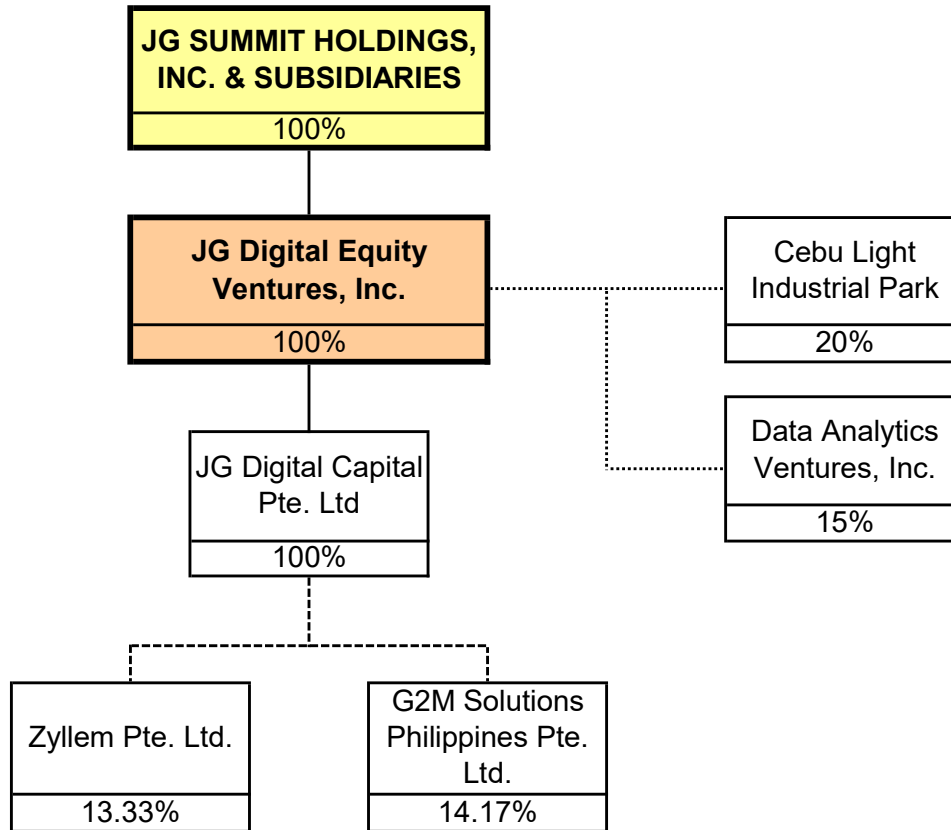 JG SUMMIT HOLDINGS,
INC. & SUBSIDIARIES
100%
JG Digital Equity
Ventures, Inc.
100%
Cebu Light
Industrial Park
20%
Data Analytics
Ventures, Inc.
15%
JG Digital Capital
Pte. Ltd
100%
Zyllem Pte. Ltd.
13.33%
G2M Solutions
Philippines Pte.
Ltd.
14.17%